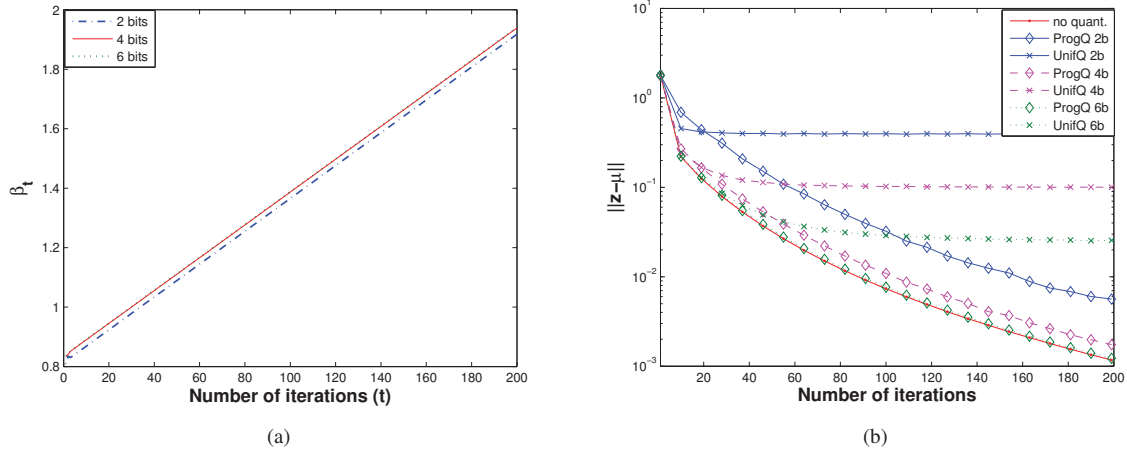 2 bits
4 bits
6 bits
2
1.8
1.6
1.4
1.2
1
0.8
βt
0 20 40 60 80 100 120 140 160 180 200
Number of iterations (t)
(a)
no quant.
ProgQ 2b
UnifQ 2b
ProgQ 4b
UnifQ 4b
ProgQ 6b
UnifQ 6b
10^1
10^0
10^-1
10^-2
10^-3
||z-μ||
20 40 60 80 100 120 140 160 180 200
Number of iterations
(b)